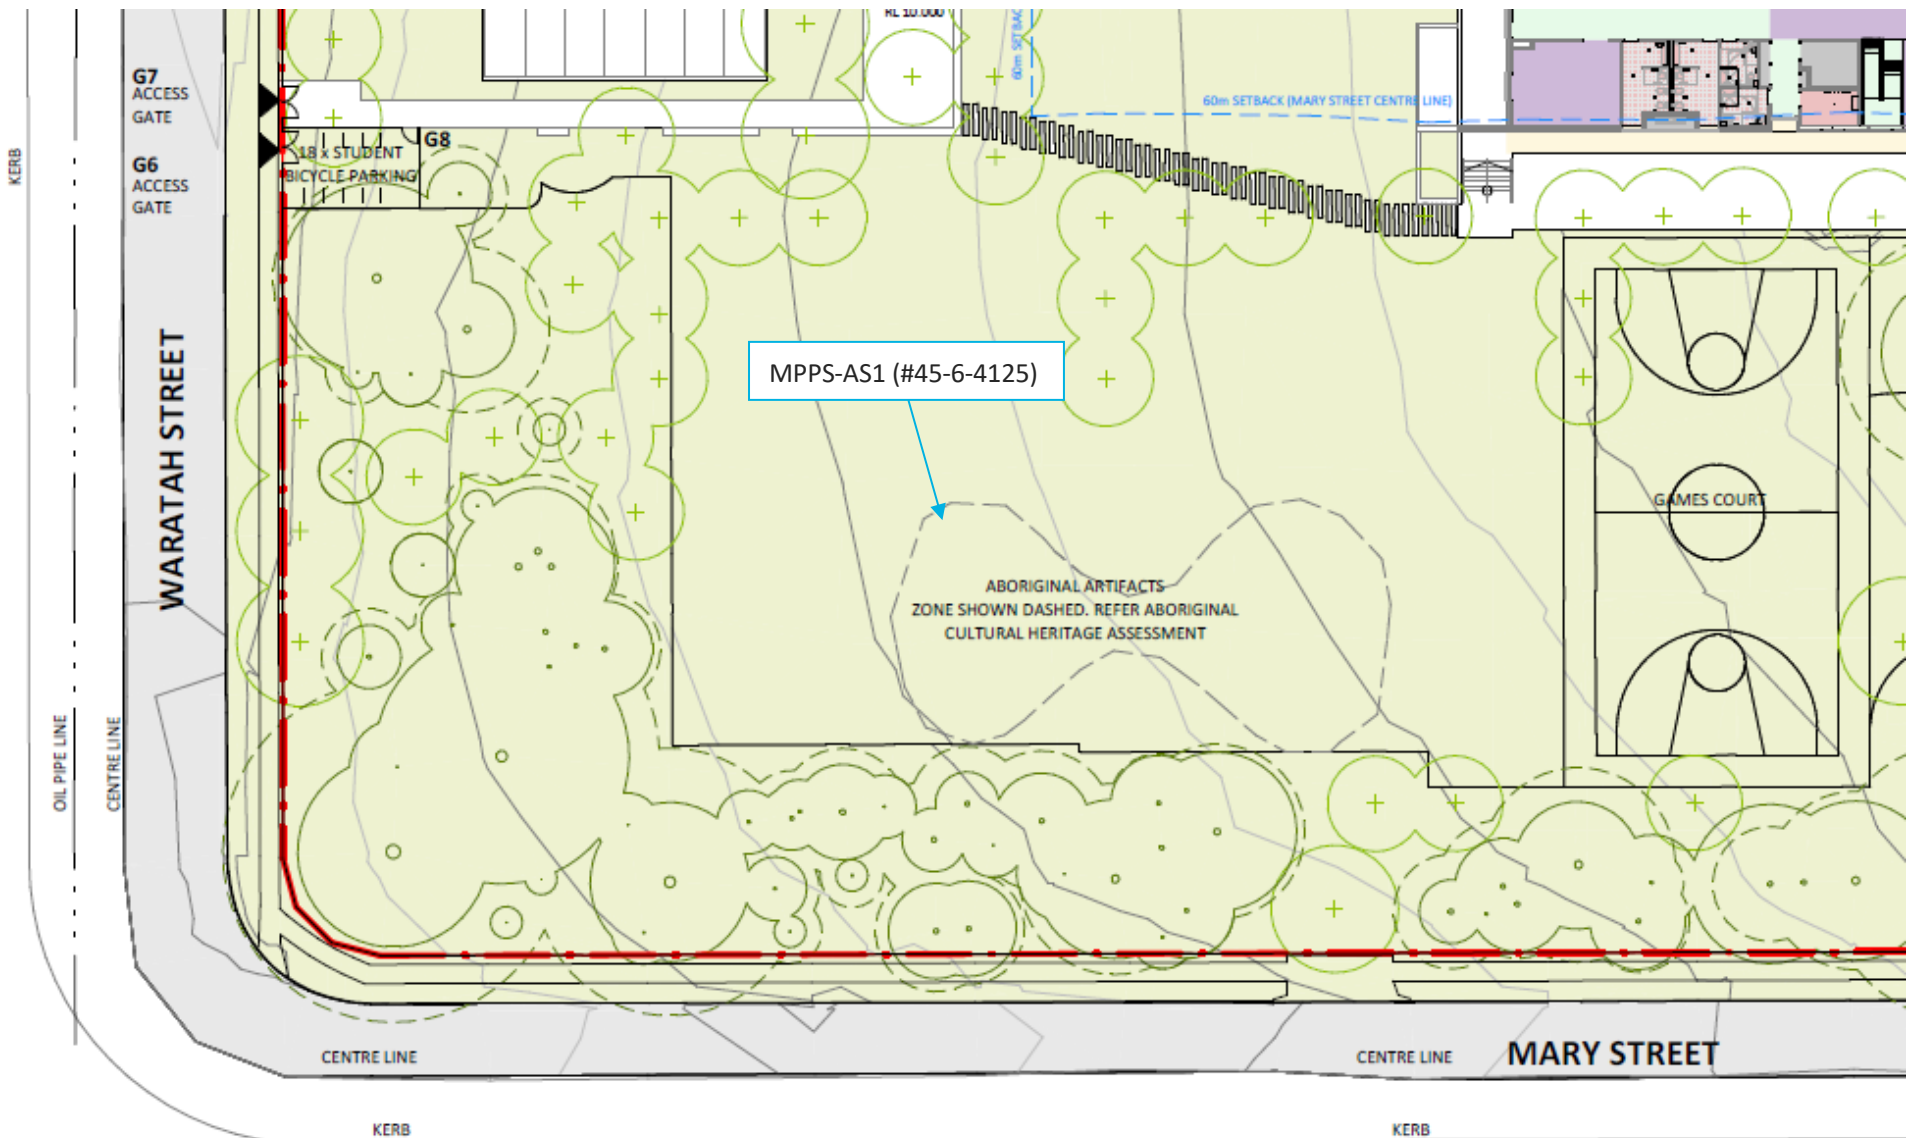 RL 10.000
60m SETBACK
G7
ACCESS
GATE
G8
18 x STUDENT
BICYCLE PARKING
G6
ACCESS
GATE
KERB
60m SETBACK (MARY STREET CENTRE LINE)
WARATAH STREET
MPPS-AS1 (#45-6-4125)
GAMES COURT
ABORIGINAL ARTIFACTS
ZONE SHOWN DASHED. REFER ABORIGINAL
CULTURAL HERITAGE ASSESSMENT
OIL PIPE LINE
CENTRE LINE
CENTRE LINE
CENTRE LINE
MARY STREET
KERB
KERB